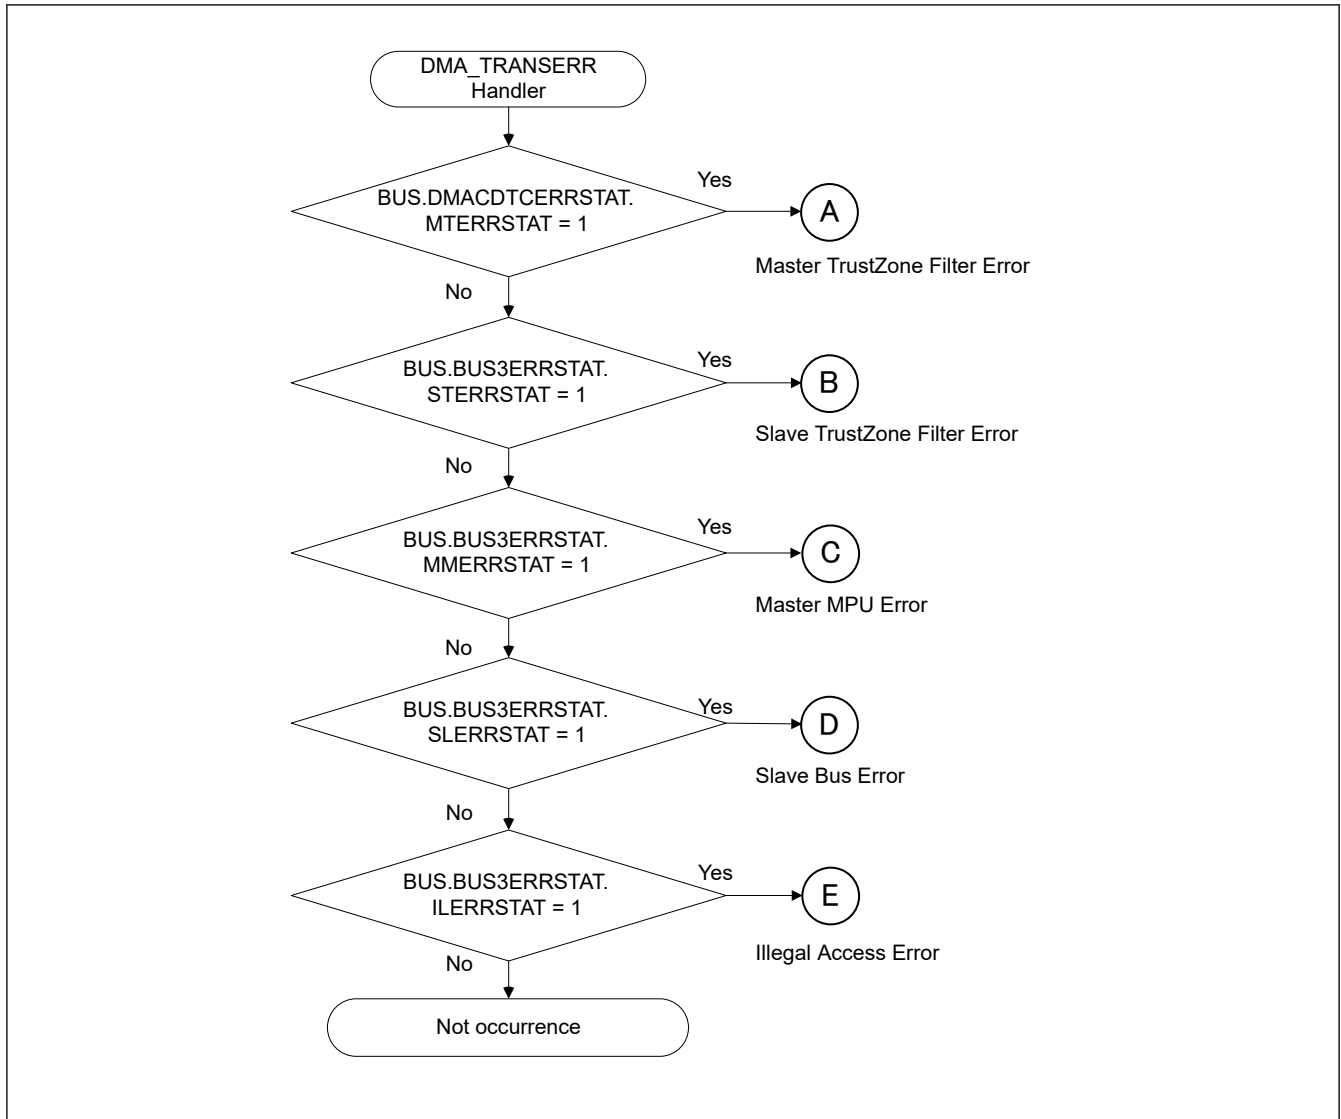 DMA_TRANSERR
Handler
BUS.DMACDTCERRSTAT.
MTERRSTAT = 1
Yes
A
Master TrustZone Filter Error
No
BUS.BUS3ERRSTAT.
STERRSTAT = 1
Yes
B
Slave TrustZone Filter Error
No
BUS.BUS3ERRSTAT.
MMERRSTAT = 1
Yes
C
Master MPU Error
No
BUS.BUS3ERRSTAT.
SLERRSTAT = 1
Yes
D
Slave Bus Error
No
BUS.BUS3ERRSTAT.
ILERRSTAT = 1
Yes
E
Illegal Access Error
No
Not occurrence